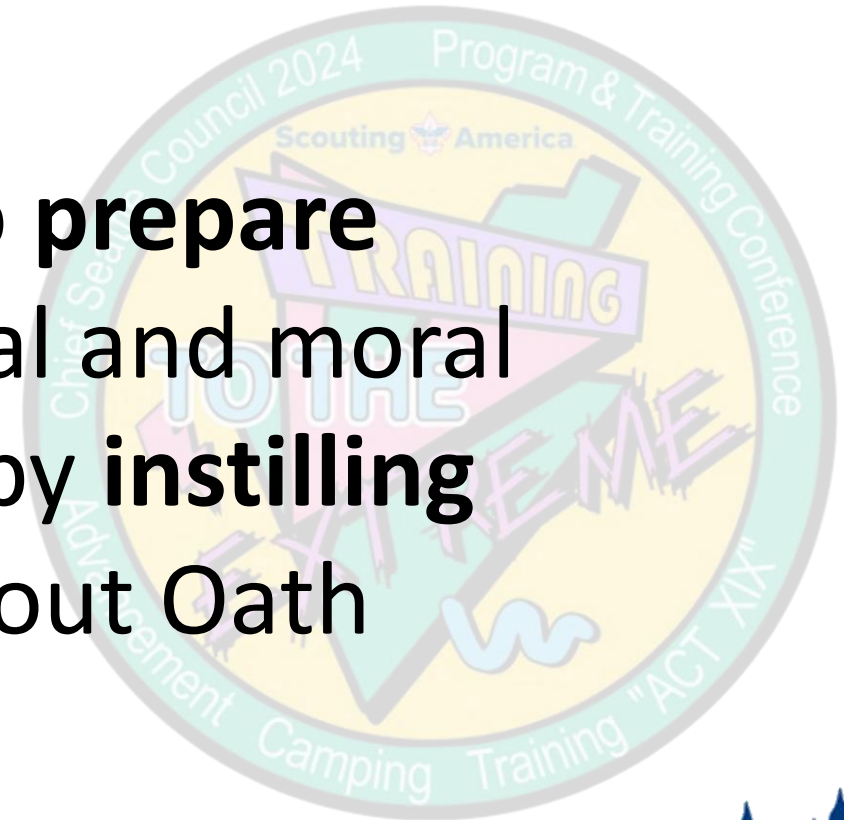 Chief Seattle Council 2024 Program & Training Conference
Scouting America
prepare
TRAINING
al and moral
TO THE
by instilling
EXTREME
out Oath
Advancement Camping Training "ACT XIX"